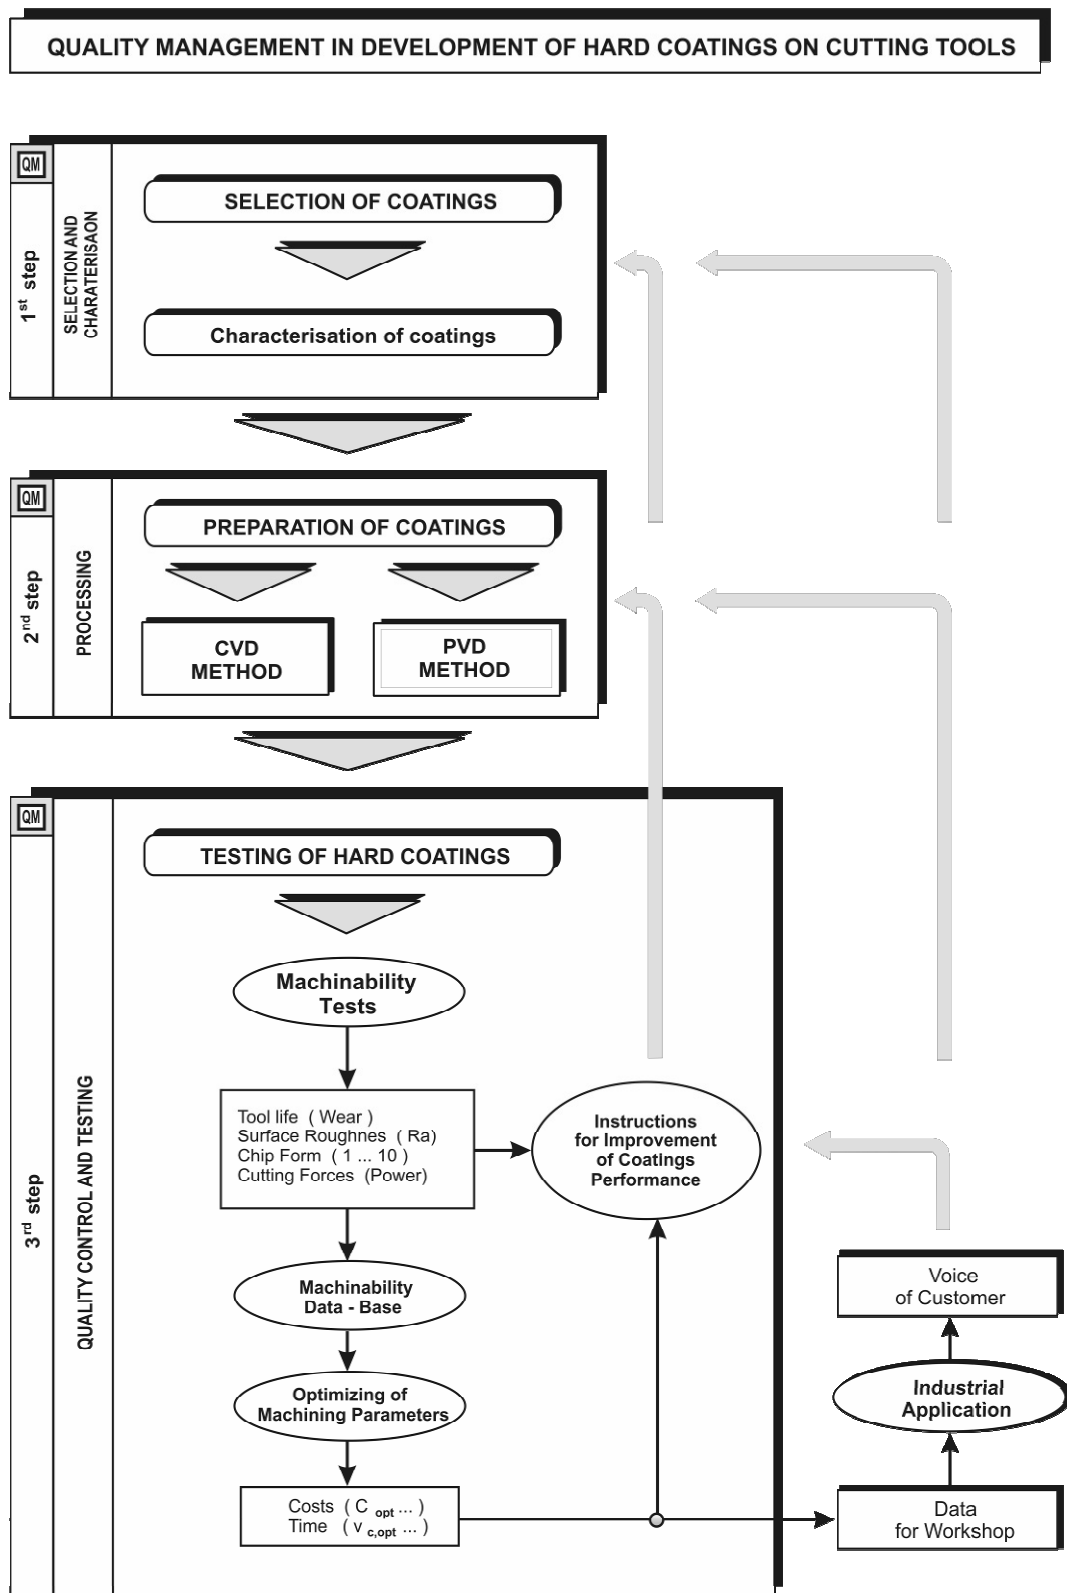 QUALITY MANAGEMENT IN DEVELOPMENT OF HARD COATINGS ON CUTTING TOOLS
QM
1st step
SELECTION AND
CHARATERISAON
SELECTION OF COATINGS
Characterisation of coatings
QM
2nd step
PROCESSING
PREPARATION OF COATINGS
CVD
METHOD
PVD
METHOD
QM
3rd step
QUALITY CONTROL AND TESTING
TESTING OF HARD COATINGS
Machinability
Tests
Tool life ( Wear )
Surface Roughnes ( Ra)
Chip Form ( 1 ... 10 )
Cutting Forces (Power)
Instructions
for Improvement
of Coatings
Performance
Machinability
Data - Base
Optimizing of
Machining Parameters
Costs ( C opt ... )
Time ( v c,opt ... )
Voice
of Customer
Industrial
Application
Data
for Workshop